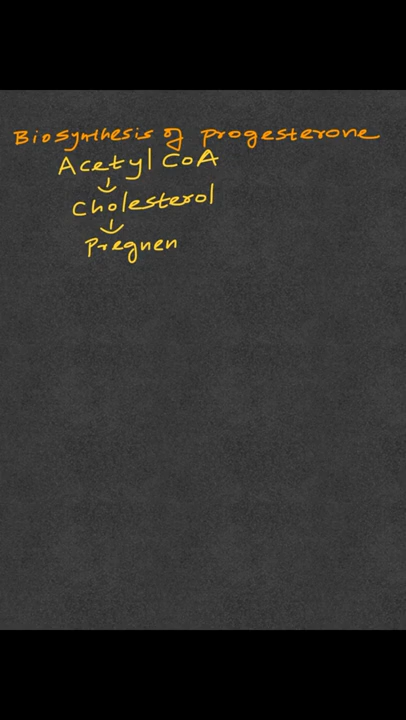 Biosynthesis of progesterone
Acetyl CoA
↓
Cholesterol
↓
Pregnen